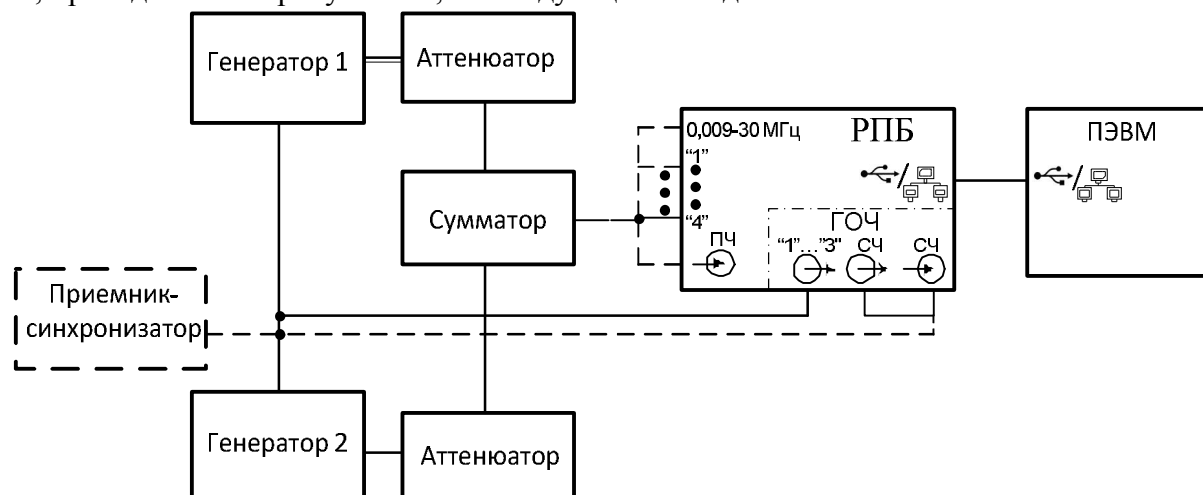 Генератор 1
Аттенюатор
0,009-30 МГц
РПБ
ПЭВМ
“1”
Сумматор
“4”
ПЧ
ГОЧ
“1”...“3”
СЧ
СЧ
Приемник-
синхронизатор
Генератор 2
Аттенюатор